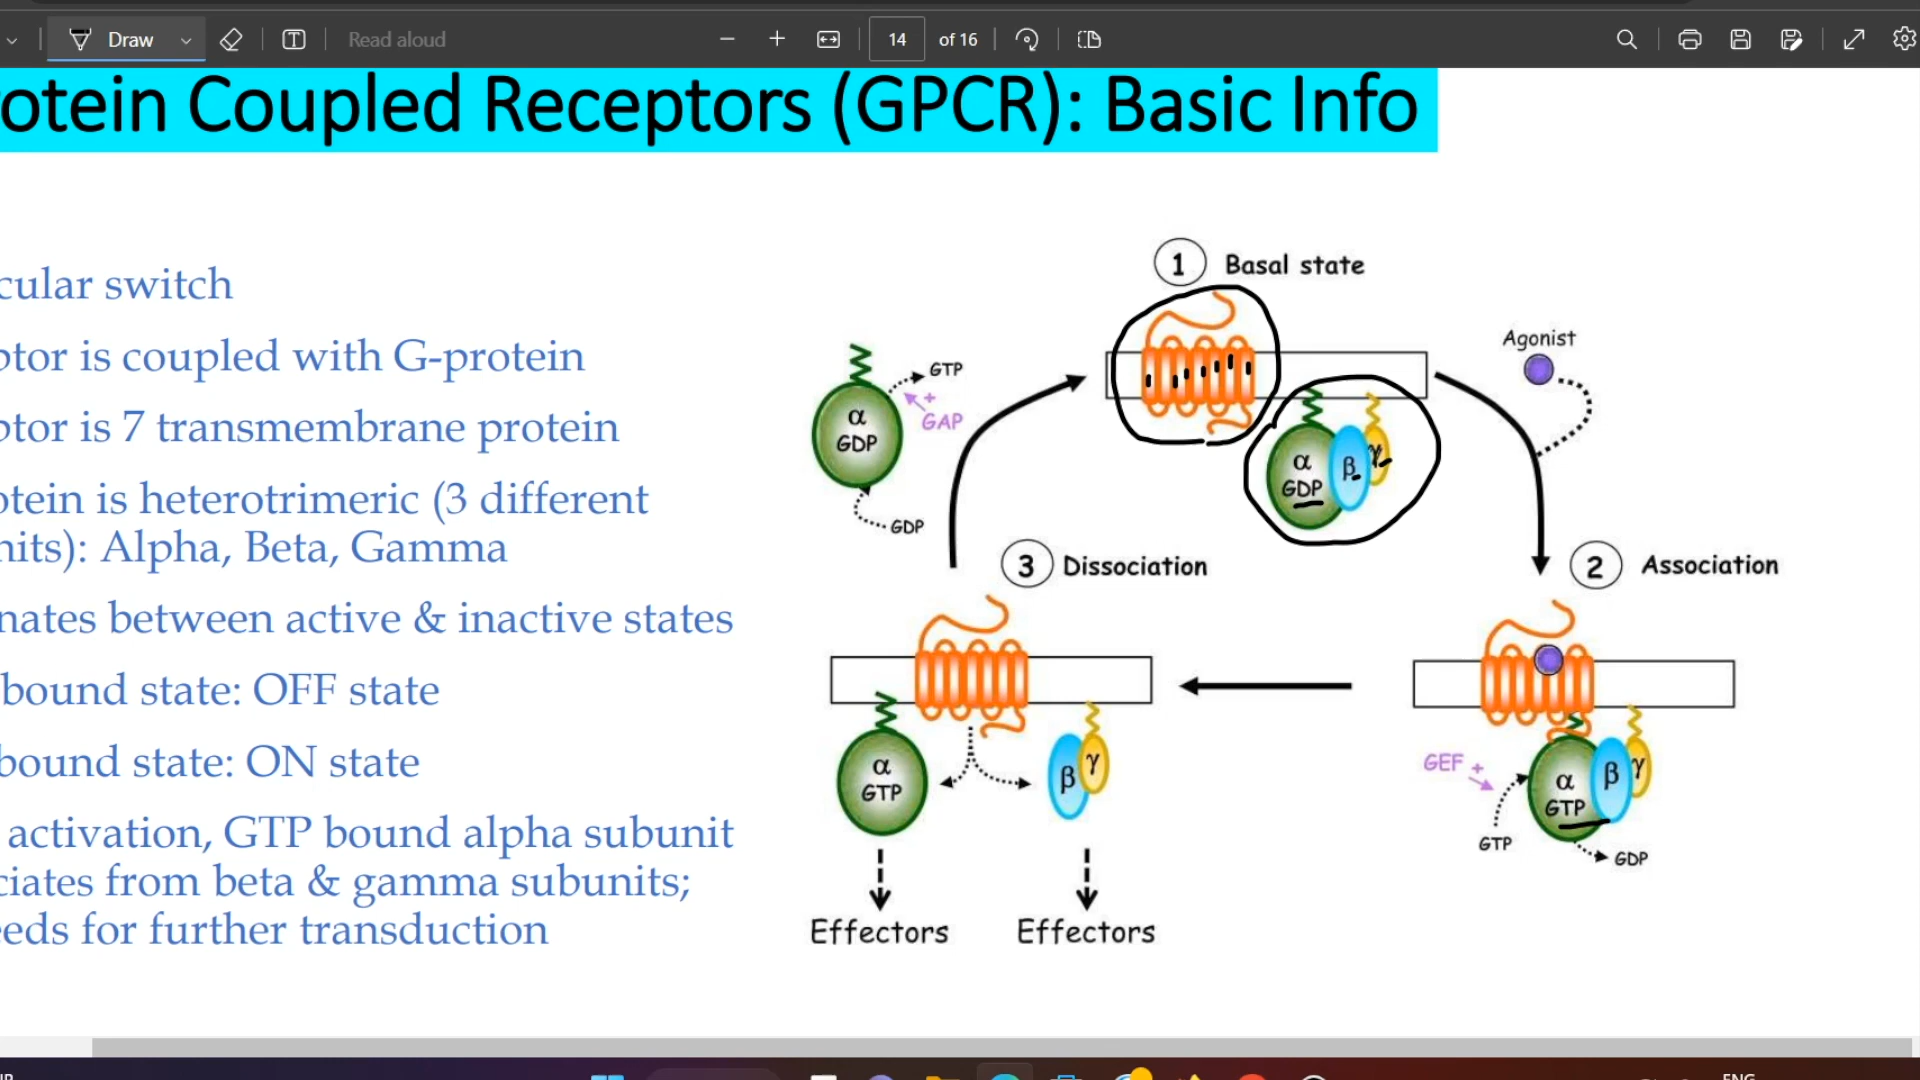 Draw
Read aloud
14
of 16
otein Coupled Receptors (GPCR): Basic Info
cular switch
ptor is coupled with G-protein
ptor is 7 transmembrane protein
otein is heterotrimeric (3 different
nits): Alpha, Beta, Gamma
nates between active & inactive states
bound state: OFF state
bound state: ON state
activation, GTP bound alpha subunit
ciates from beta & gamma subunits;
eeds for further transduction
1 Basal state
Agonist
α
GDP
GTP
+
GAP
GDP
α
GDP
β
γ
3 Dissociation
2 Association
α
GTP
β
γ
GEF +
α
GTP
β
γ
GTP
GDP
Effectors
Effectors
ENG